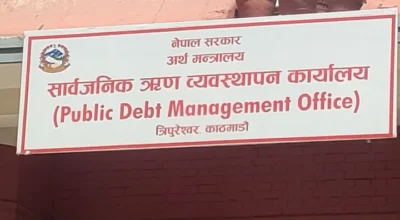 नेपाल सरकार
अर्थ मन्त्रालय
सार्वजनिक ऋण व्यवस्थापन कार्यालय
(Public Debt Management Office)
त्रिपुरेश्वर, काठमाडौं